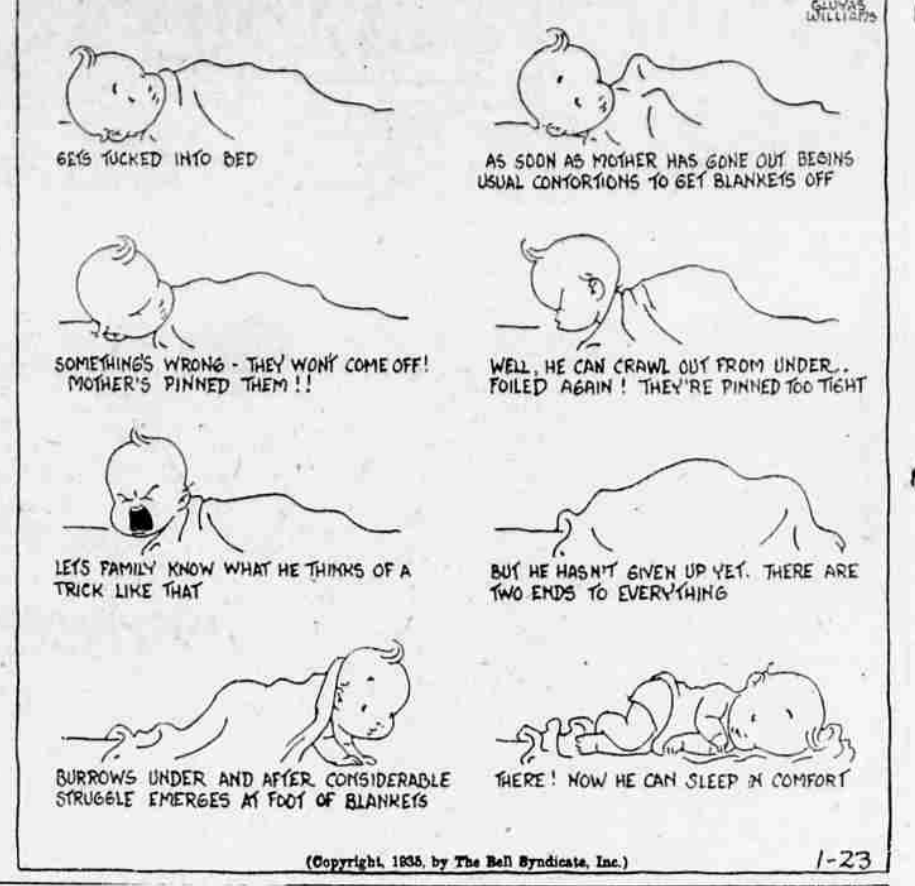 GLUYAS
WILLIAMS
GETS TUCKED INTO BED
AS SOON AS MOTHER HAS GONE OUT BEGINS
USUAL CONTORTIONS TO GET BLANKETS OFF
SOMETHING'S WRONG - THEY WON'T COME OFF!
MOTHER'S PINNED THEM!!
WELL, HE CAN CRAWL OUT FROM UNDER..
FOILED AGAIN! THEY'RE PINNED TOO TIGHT
LETS FAMILY KNOW WHAT HE THINKS OF A
TRICK LIKE THAT
BUT HE HASN'T GIVEN UP YET. THERE ARE
TWO ENDS TO EVERYTHING
BURROWS UNDER AND AFTER CONSIDERABLE
STRUGGLE EMERGES AT FOOT OF BLANKETS
THERE! NOW HE CAN SLEEP IN COMFORT
(Copyright, 1935, by The Bell Syndicate, Inc.)
1-23